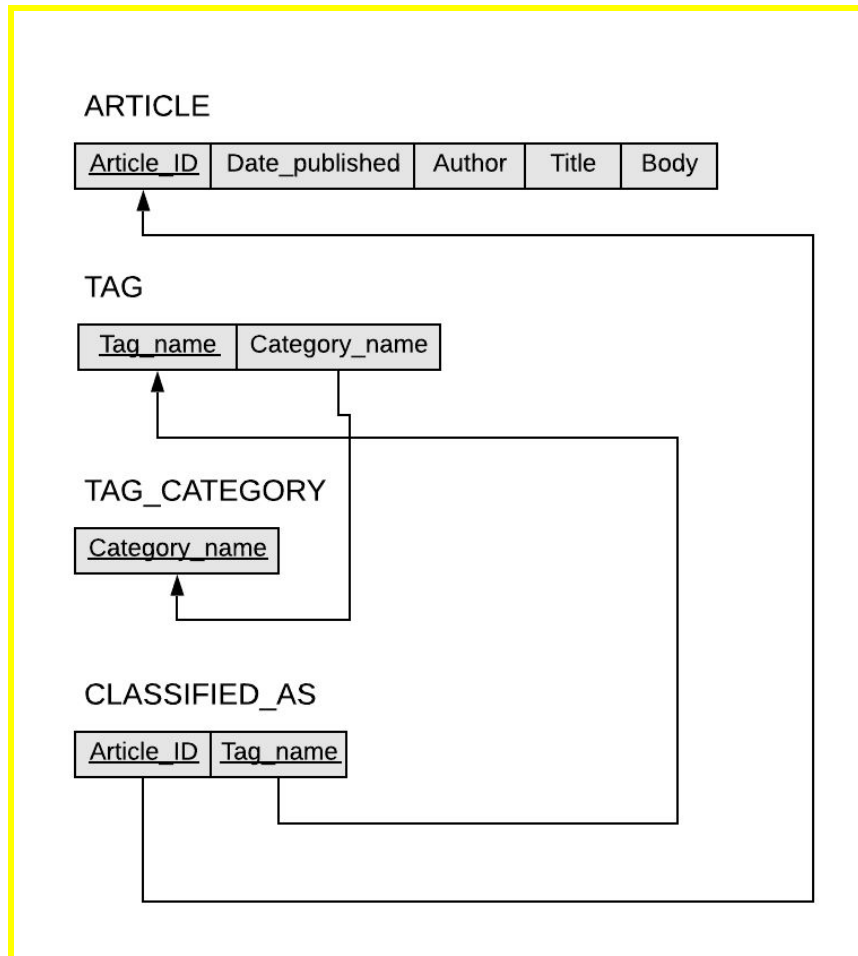 ARTICLE
Article_ID Date_published Author Title Body
TAG
Tag_name Category_name
TAG_CATEGORY
Category_name
CLASSIFIED_AS
Article_ID Tag_name